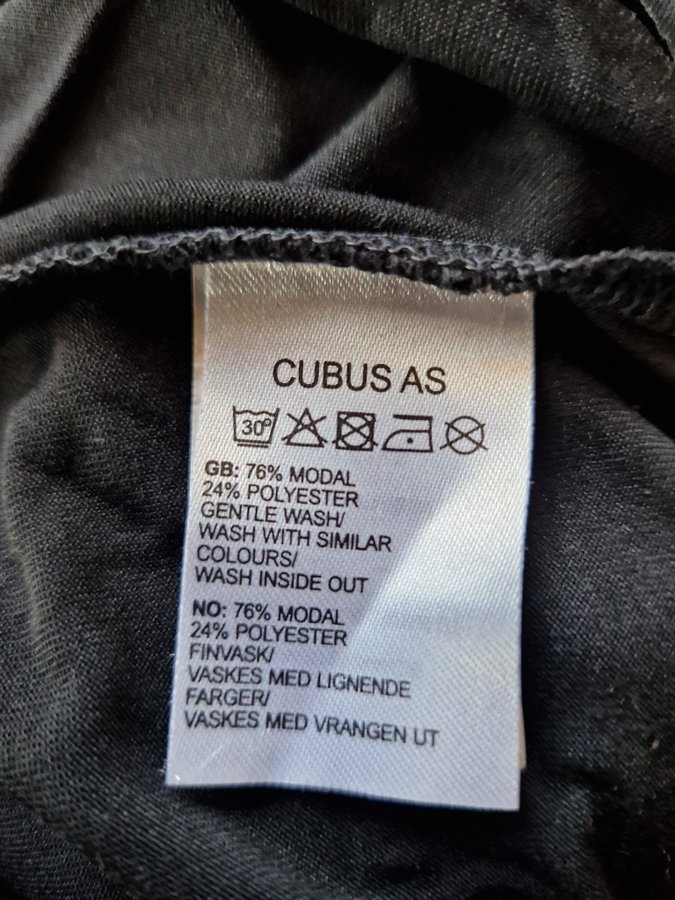 CUBUS AS
30º
GB: 76% MODAL
24% POLYESTER
GENTLE WASH/
WASH WITH SIMILAR
COLOURS/
WASH INSIDE OUT
NO: 76% MODAL
24% POLYESTER
FINVASK/
VASKES MED LIGNENDE
FARGER/
VASKES MED VRANGEN UT